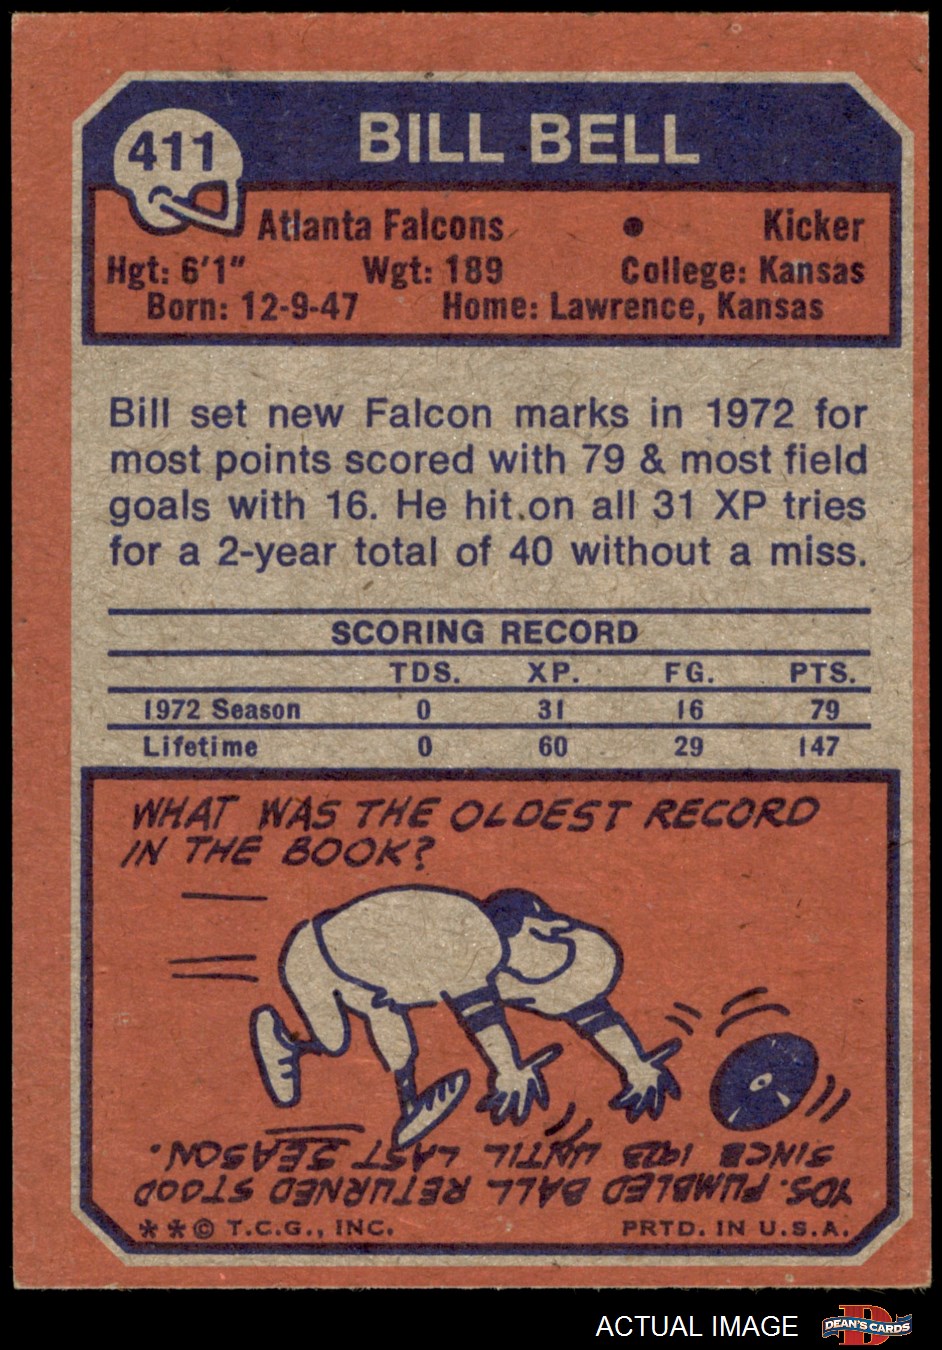 411
BILL BELL
Atlanta Falcons • Kicker
Hgt: 6'1" Wgt: 189 College: Kansas
Born: 12-9-47 Home: Lawrence, Kansas
Bill set new Falcon marks in 1972 for
most points scored with 79 & most field
goals with 16. He hit on all 31 XP tries
for a 2-year total of 40 without a miss.
SCORING RECORD
TDS. XP. FG. PTS.
1972 Season 0 31 16 79
Lifetime 0 60 29 147
WHAT WAS THE OLDEST RECORD
IN THE BOOK?
YDS. FUMBLED BALL RETURNED STOOD
SINCE 1923 UNTIL LAST SEASON.
** © T.C.G., INC. PRTD. IN U.S.A.
ACTUAL IMAGE
D
DEAN'S CARDS